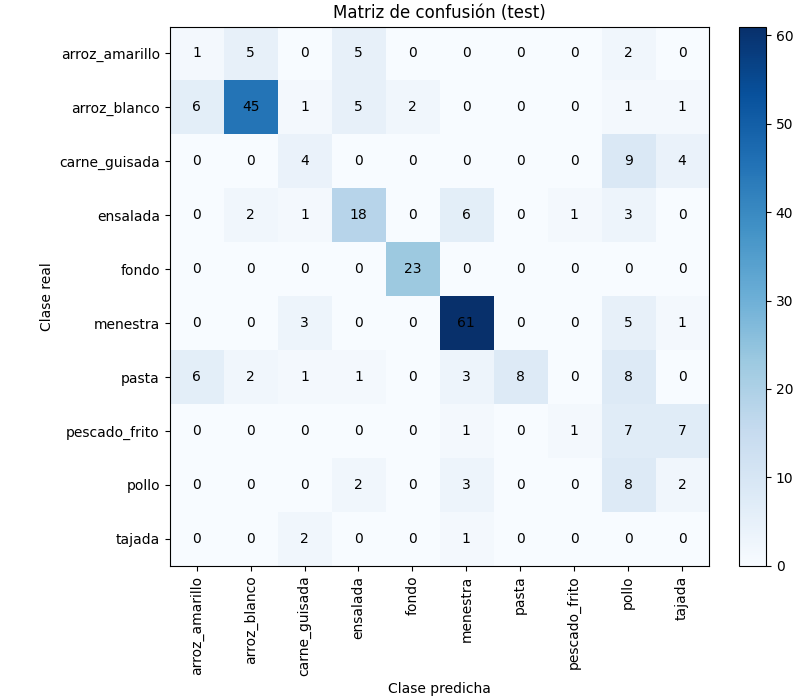 Matriz de confusión (test)
arroz_amarillo 1 5 0 5 0 0 0 0 2 0
arroz_blanco 6 45 1 5 2 0 0 0 1 1
carne_guisada 0 0 4 0 0 0 0 0 9 4
ensalada 0 2 1 18 0 6 0 1 3 0
fondo 0 0 0 0 23 0 0 0 0 0
menestra 0 0 3 0 0 61 0 0 5 1
pasta 6 2 1 1 0 3 8 0 8 0
pescado_frito 0 0 0 0 0 1 0 1 7 7
pollo 0 0 0 2 0 3 0 0 8 2
tajada 0 0 2 0 0 1 0 0 0 0
Clase real
arroz_amarillo
arroz_blanco
carne_guisada
ensalada
fondo
menestra
pasta
pescado_frito
pollo
tajada
Clase predicha
60
50
40
30
20
10
0